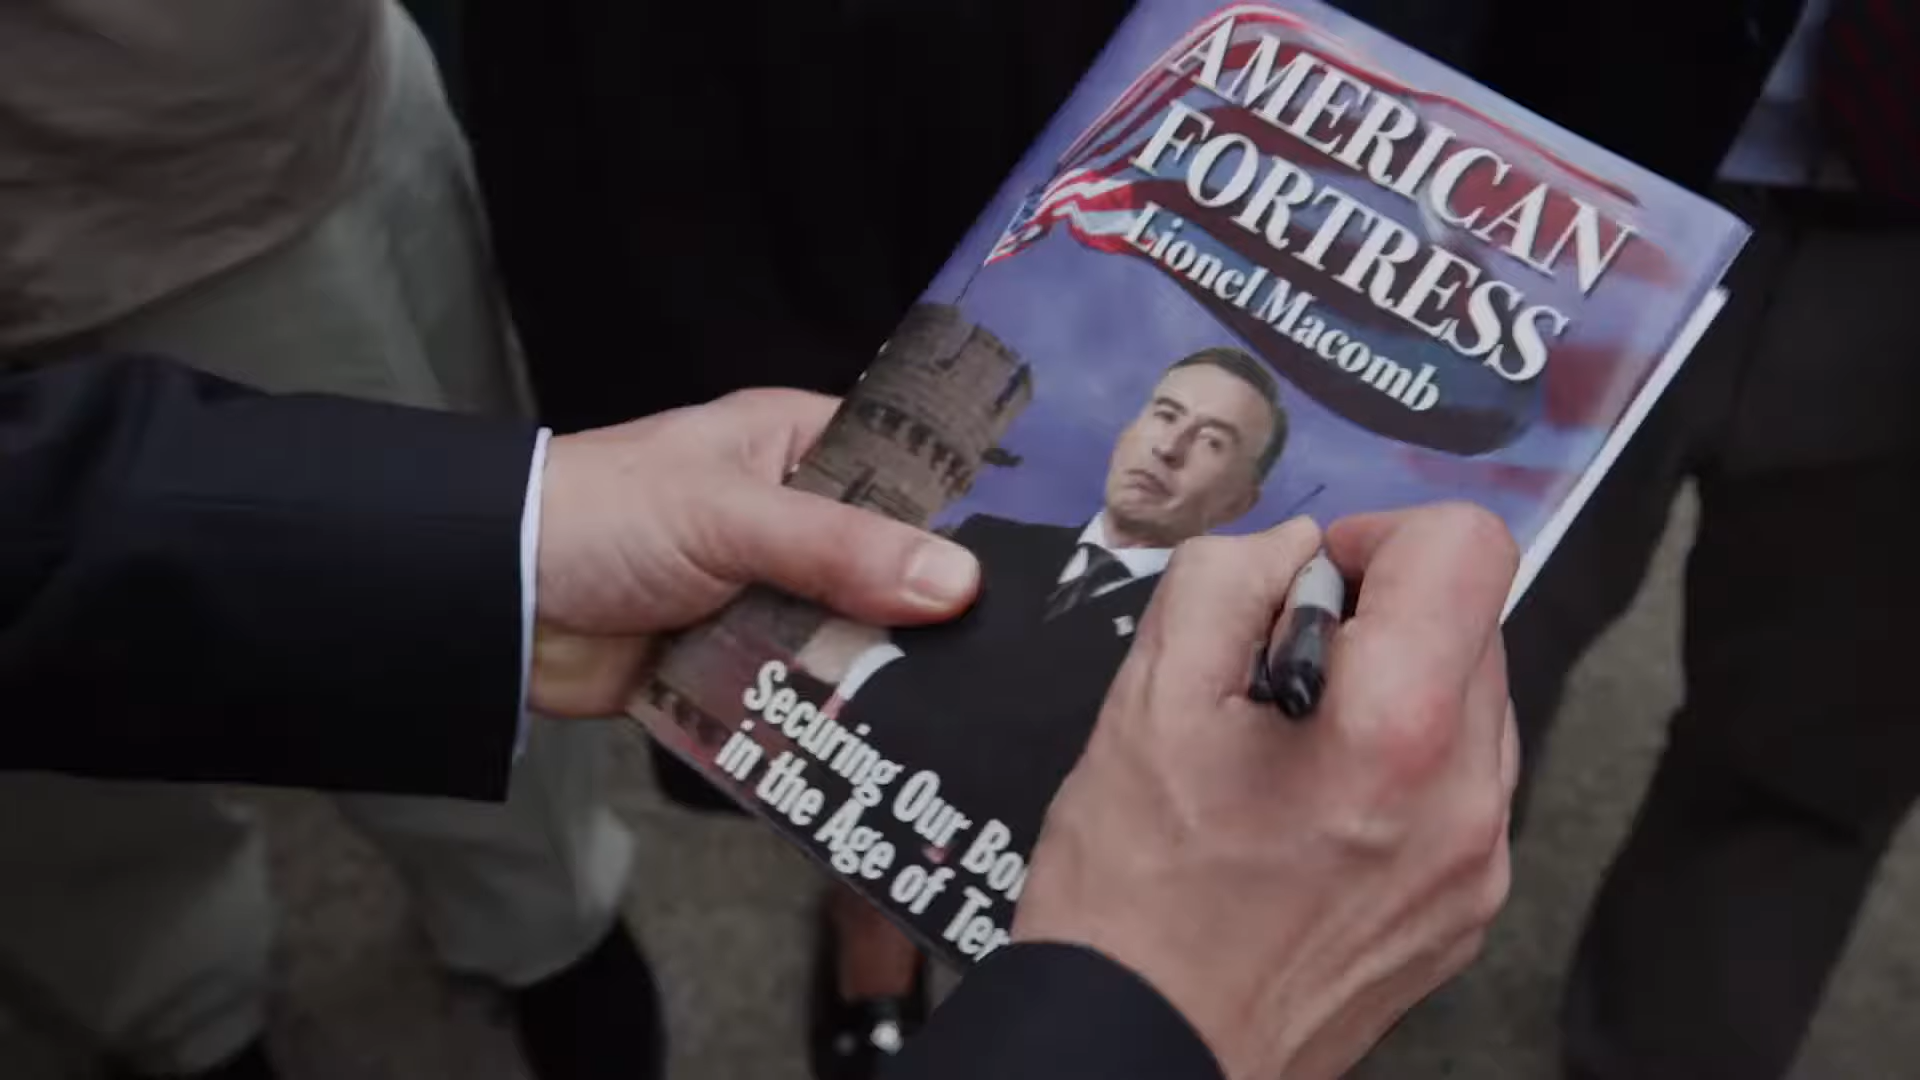 AMERICAN
FORTRESS
Lionel Macomb
Securing Our
in the Age of